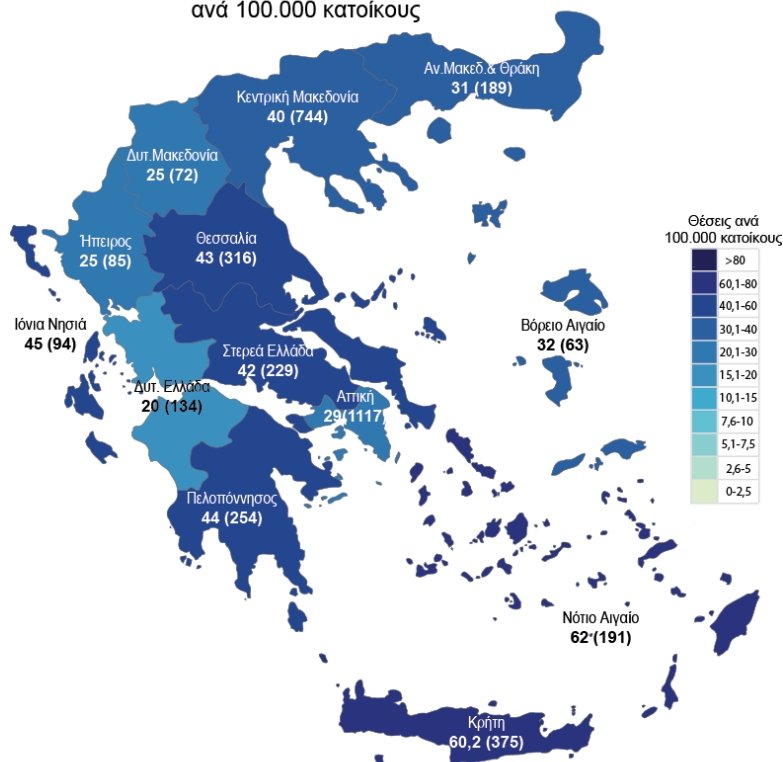 ανά 100.000 κατοίκους
Αν.Μακεδ.& Θράκη
31 (189)
Κεντρική Μακεδονία
40 (744)
Δυτ.Μακεδονία
25 (72)
Ήπειρος
25 (85)
Θεσσαλία
43 (316)
Ιόνια Νησιά
45 (94)
Στερεά Ελλάδα
42 (229)
Δυτ. Ελλάδα
20 (134)
Αττική
29(1117)
Πελοπόννησος
44 (254)
Βόρειο Αιγαίο
32 (63)
Νότιο Αιγαίο
62 (191)
Κρήτη
60,2 (375)
Θέσεις ανά
100.000 κατοίκους
>80
60,1-80
40,1-60
30,1-40
20,1-30
15,1-20
10,1-15
7,6-10
5,1-7,5
2,6-5
0-2,5